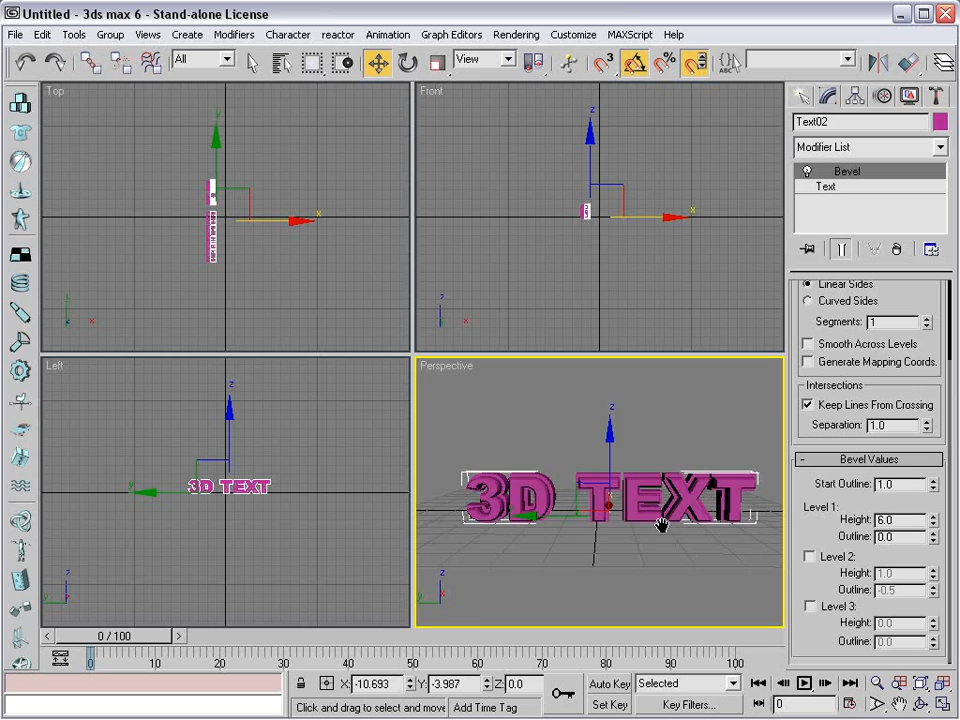 Untitled - 3ds max 6 - Stand-alone License
File Edit Tools Group Views Create Modifiers Character reactor Animation Graph Editors Rendering Customize MAXScript Help
All View
Top
Front
Text02
Modifier List
Bevel
Text
Linear Sides
Curved Sides
Segments: 1
Smooth Across Levels
Generate Mapping Coords.
Intersections
Keep Lines From Crossing
Separation: 1.0
Bevel Values
Start Outline: 1.0
Level 1:
Height: 6.0
Outline: 0.0
Level 2:
Height: 1.0
Outline: -0.5
Level 3:
Height: 0.0
Outline: 0.0
Left
3D TEXT
Perspective
3D TEXT
0 / 100
0 10 20 30 40 50 60 70 80 90 100
X: -10.693 Y: -3.987 Z: 0.0
Auto Key Selected
Click and drag to select and move
Add Time Tag
Set Key Key Filters...
0